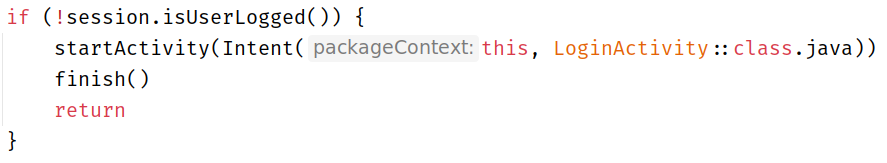 if (!session.isUserLogged()) {
    startActivity(Intent( packageContext: this, LoginActivity::class.java))
    finish()
    return
}